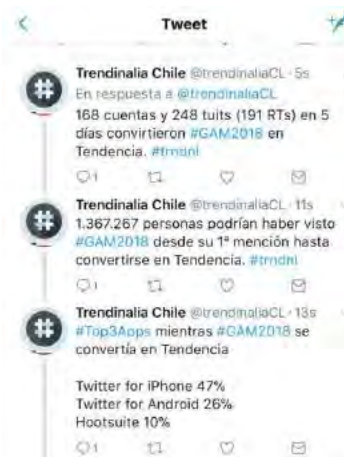 Tweet
Trendinalia Chile @trendinaliaCL · 5s
En respuesta a @trendinaliaCL
168 cuentas y 248 tuits (191 RTs) en 5
días convirtieron #GAM2018 en
Tendencia. #trndnl
1
Trendinalia Chile @trendinaliaCL · 11s
1.367.267 personas podrían haber visto
#GAM2018 desde su 1ª mención hasta
convertirse en Tendencia. #trndnl
1
Trendinalia Chile @trendinaliaCL · 13s
#Top3Apps mientras #GAM2018 se
convertía en Tendencia
Twitter for iPhone 47%
Twitter for Android 26%
Hootsuite 10%
1